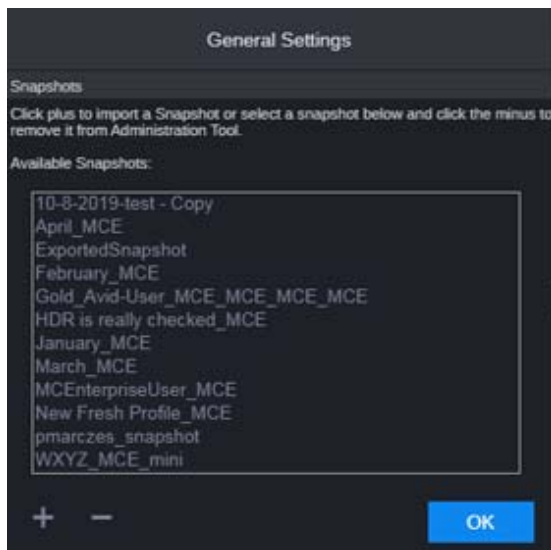 General Settings
Snapshots
Click plus to import a Snapshot or select a snapshot below and click the minus to
remove it from Administration Tool.
Available Snapshots:
10-8-2019-test - Copy
April_MCE
ExportedSnapshot
February_MCE
Gold_Avid-User_MCE_MCE_MCE_MCE
HDR is really checked_MCE
January_MCE
March_MCE
MCEnterpriseUser_MCE
New Fresh Profile_MCE
pmarczes_snapshot
WXYZ_MCE_mini
+ −
OK